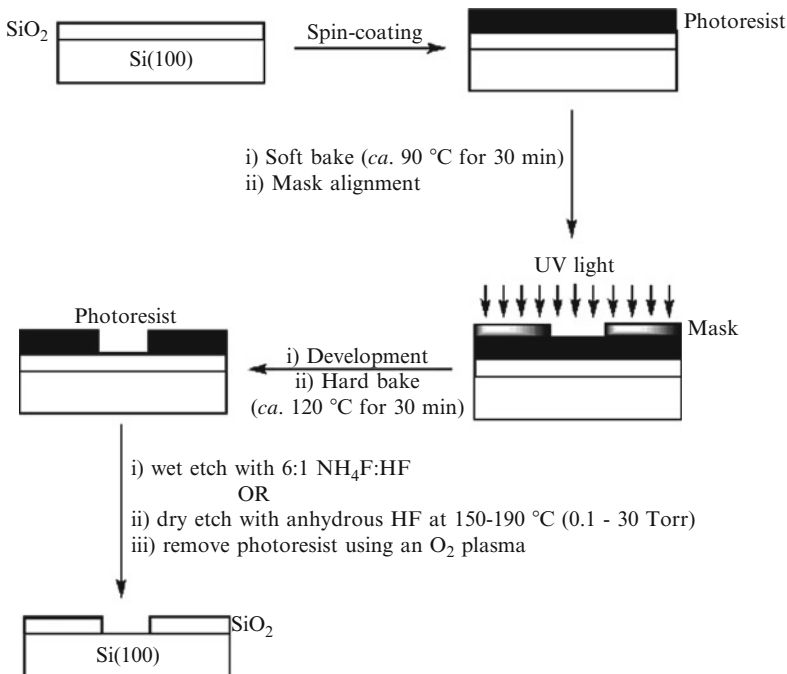 SiO₂
Si(100)
Spin-coating
Photoresist
i) Soft bake (ca. 90 °C for 30 min)
ii) Mask alignment
UV light
Mask
Photoresist
i) Development
ii) Hard bake
(ca. 120 °C for 30 min)
i) wet etch with 6:1 NH₄F:HF
OR
ii) dry etch with anhydrous HF at 150-190 °C (0.1 - 30 Torr)
iii) remove photoresist using an O₂ plasma
SiO₂
Si(100)